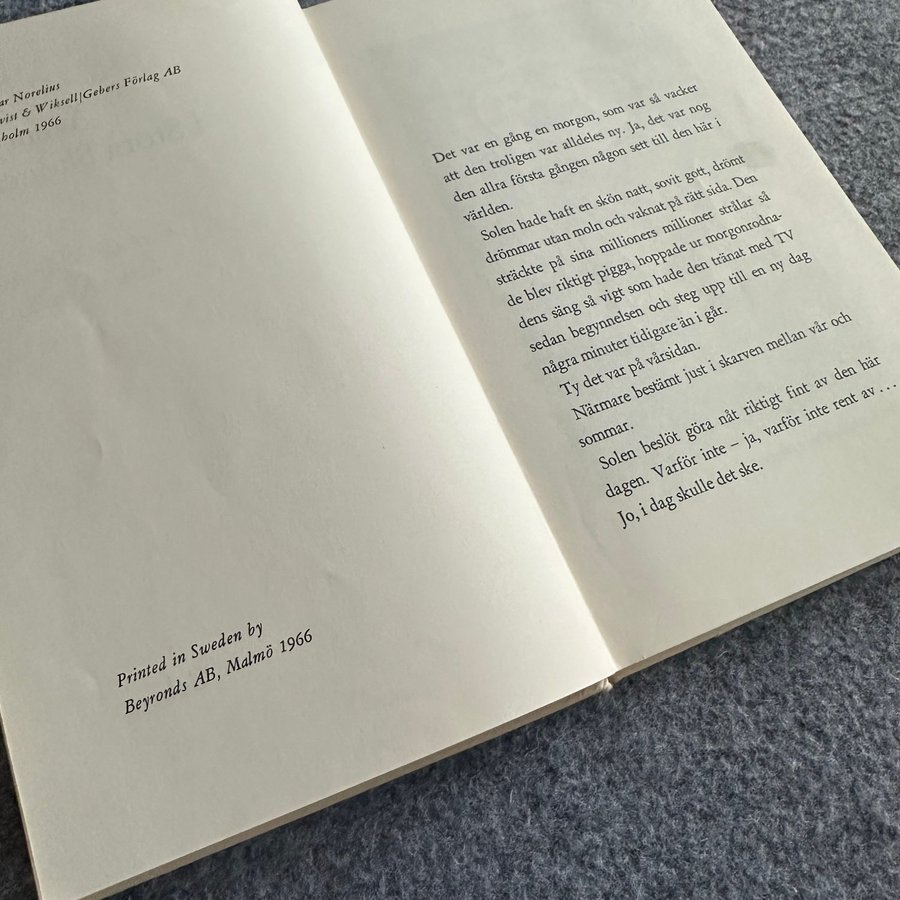 ar Norelius
vist & Wiksell|Gebers Förlag AB
holm 1966
Printed in Sweden by
Beyronds AB, Malmö 1966
Det var en gång en morgon, som var så vacker
att den troligen var alldeles ny. Ja, det var nog
den allra första gången någon sett till den här i
världen.
Solen hade haft en skön natt, sovit gott, drömt
drömmar utan moln och vaknat på rätt sida. Den
sträckte på sina millioners millioner strålar så
de blev riktigt pigga, hoppade ur morgonrodna-
dens säng så vigt som hade den tränat med TV
sedan begynnelsen och steg upp till en ny dag
några minuter tidigare än i går.
Ty det var på vårsidan.
Närmare bestämt just i skarven mellan vår och
sommar.
Solen beslöt göra nåt riktigt fint av den här
dagen. Varför inte – ja, varför inte rent av ...
Jo, i dag skulle det ske.